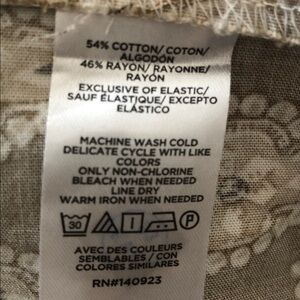 54% COTTON/ COTON/
ALGODÓN
46% RAYON/ RAYONNE/
RAYÓN
EXCLUSIVE OF ELASTIC/
SAUF ÉLASTIQUE/ EXCEPTO
ELÁSTICO
MACHINE WASH COLD
DELICATE CYCLE WITH LIKE
COLORS
ONLY NON-CHLORINE
BLEACH WHEN NEEDED
LINE DRY
WARM IRON WHEN NEEDED
30 P
AVEC DES COULEURS
SEMBLABLES / CON
COLORES SIMILARES
RN#140923